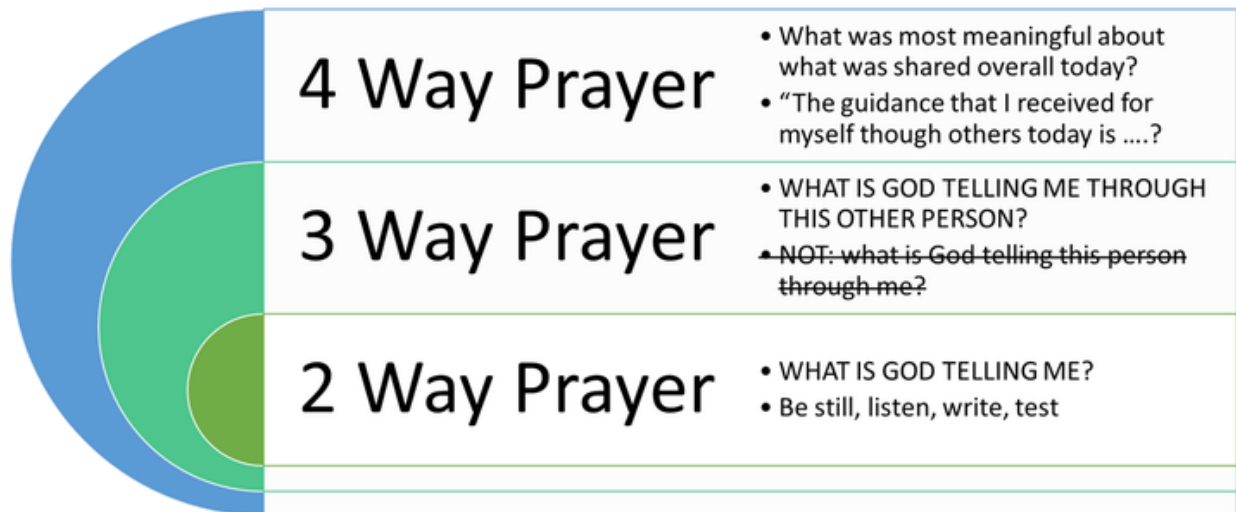 4 Way Prayer
• What was most meaningful about
what was shared overall today?
• “The guidance that I received for
myself though others today is ....?
3 Way Prayer
• WHAT IS GOD TELLING ME THROUGH
THIS OTHER PERSON?
• NOT: what is God telling this person
through me?
2 Way Prayer
• WHAT IS GOD TELLING ME?
• Be still, listen, write, test